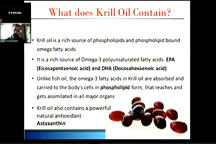 What does Krill Oil Contain?
• Krill oil is a rich source of phospholipids and phospholipid bound
omega fatty acids
• It is a rich source of Omega-3 polyunsaturated fatty acids: EPA
(Eicosapentaenoic acid) and DHA (Docosahexaenoic acid)
• Unlike fish oil, the omega-3 fatty acids in Krill Oil are absorbed and
carried to the body's cells in phospholipid form, that reaches and
gets assimilated in all major organs
• Krill oil also contains a powerful
natural antioxidant -
Astaxanthin